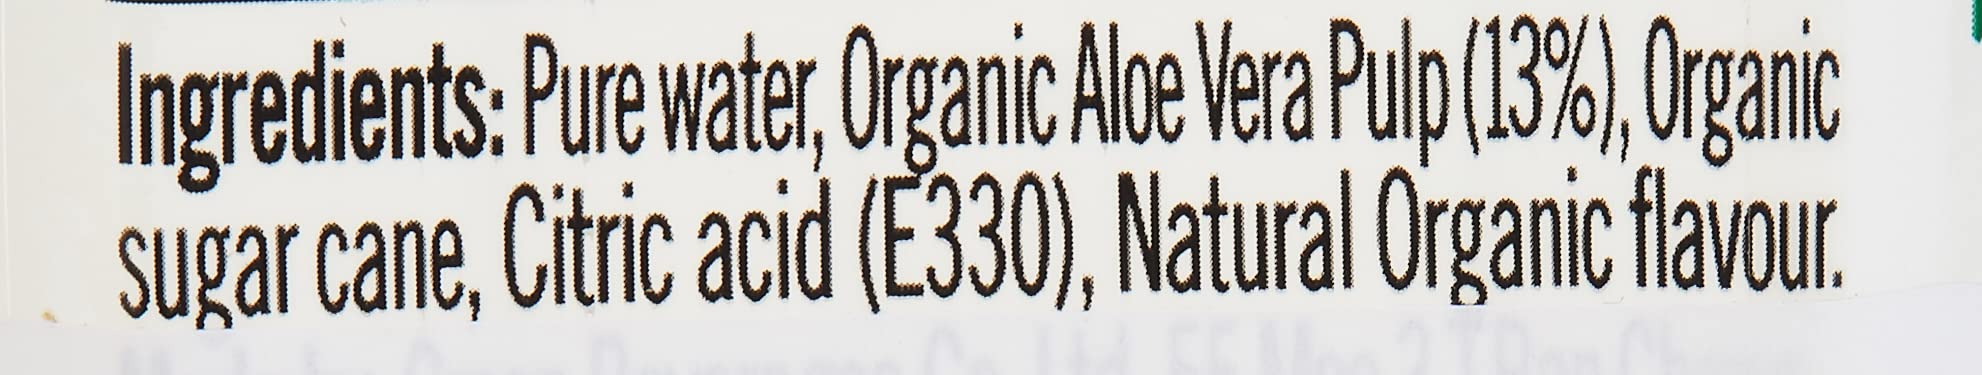 Ingredients: Pure water, Organic Aloe Vera Pulp (13%), Organic
sugar cane, Citric acid (E330), Natural Organic flavour.